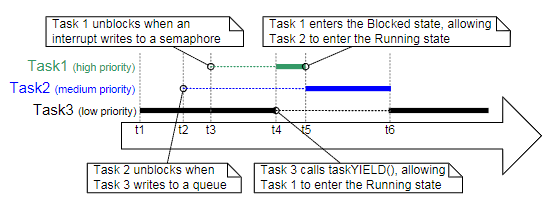 Task 1 unblocks when an
interrupt writes to a semaphore
Task 1 enters the Blocked state, allowing
Task 2 to enter the Running state
Task1 (high priority)
Task2 (medium priority)
Task3 (low priority)
t1 t2 t3 t4 t5 t6
Task 2 unblocks when
Task 3 writes to a queue
Task 3 calls taskYIELD(), allowing
Task 1 to enter the Running state